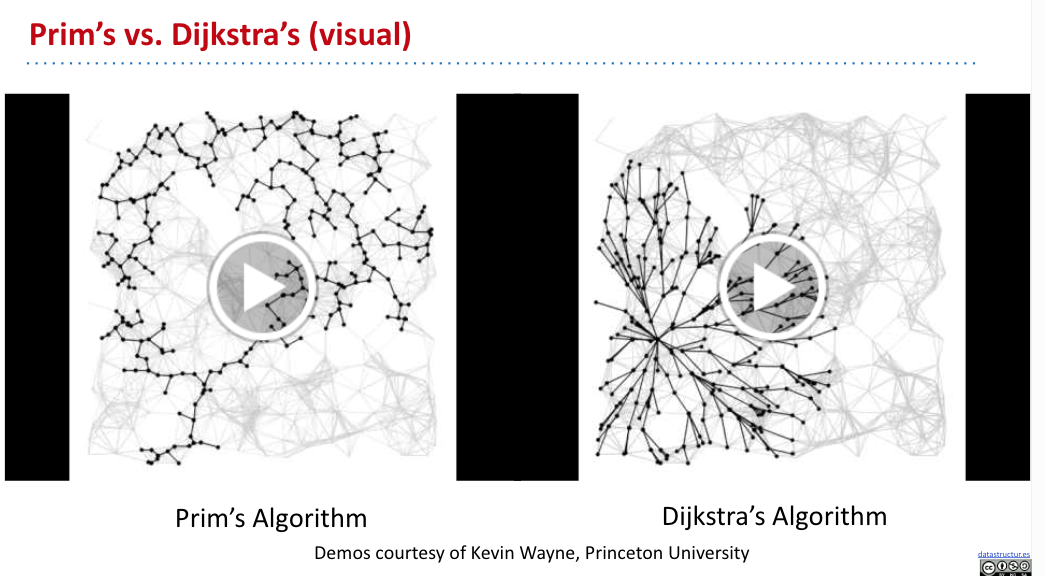 Prim’s vs. Dijkstra’s (visual)
Prim’s Algorithm
Dijkstra’s Algorithm
Demos courtesy of Kevin Wayne, Princeton University
datastructur.es